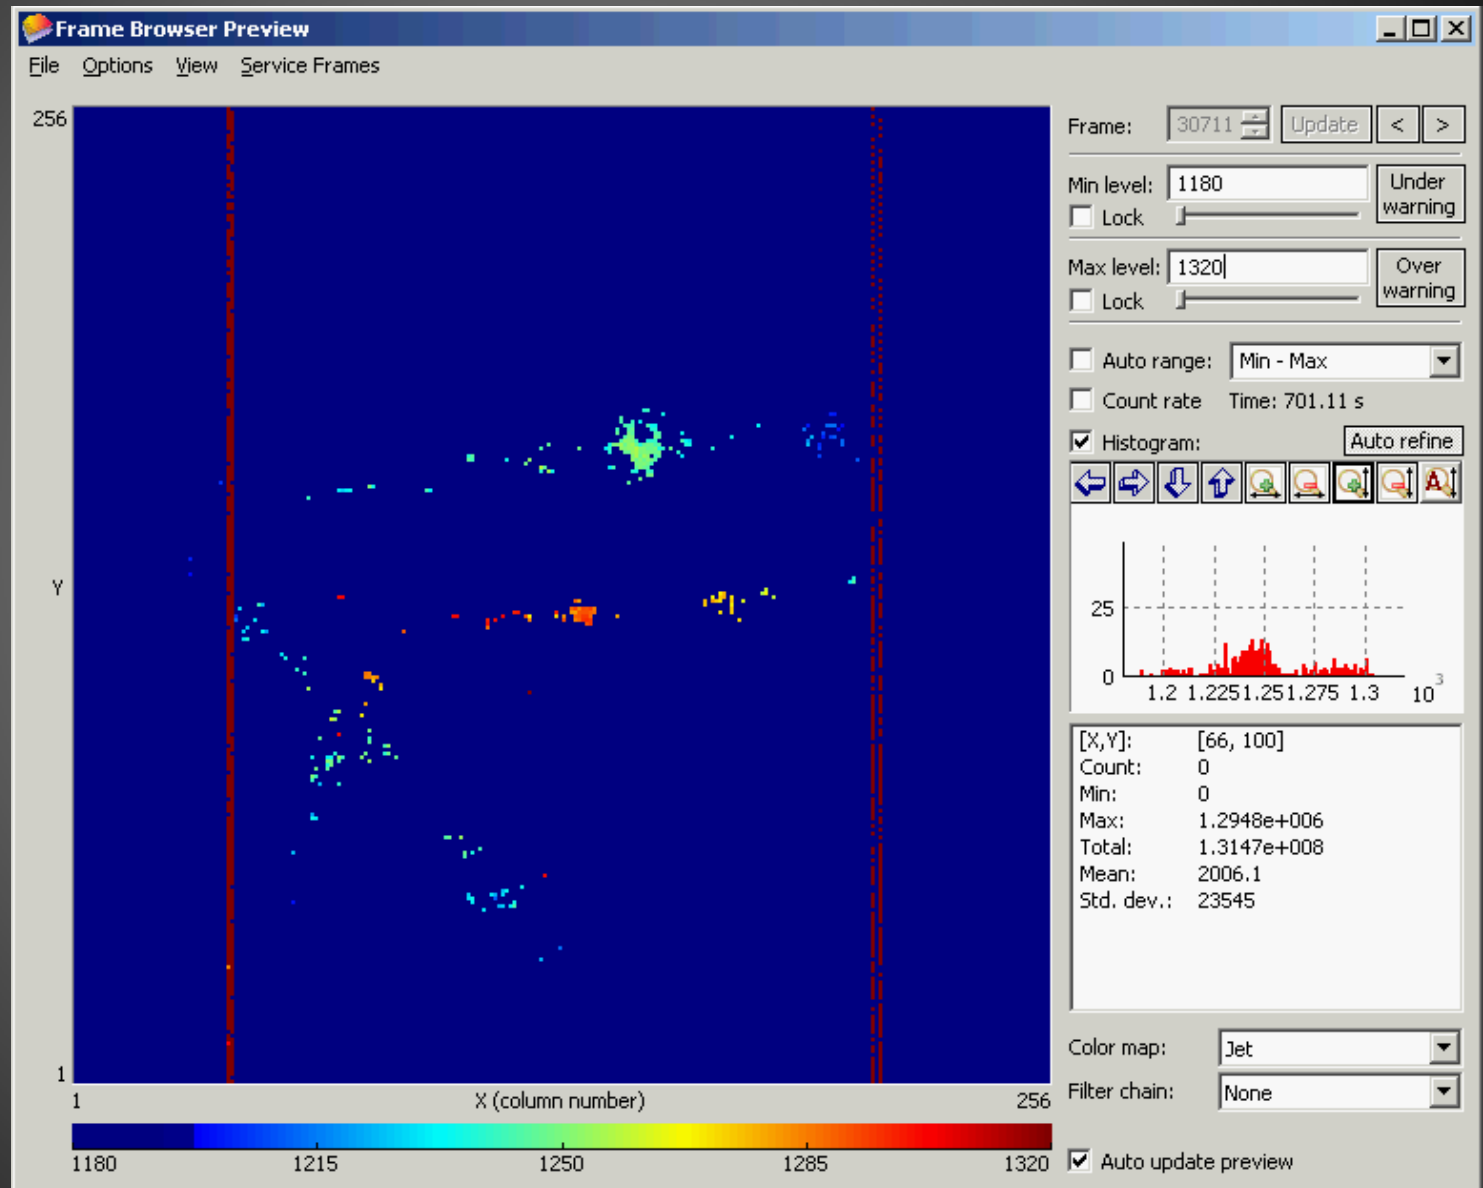 Frame Browser Preview
File Options View Service Frames
256
Y
1
1 X (column number) 256
1180 1215 1250 1285 1320
Frame: 30711 Update < >
Min level: 1180 Under warning
Lock
Max level: 1320 Over warning
Lock
Auto range: Min - Max
Count rate Time: 701.11 s
Histogram: Auto refine
A
25
0
1.2 1.225 1.25 1.275 1.3 10 3
[X,Y]: [66, 100]
Count: 0
Min: 0
Max: 1.2948e+006
Total: 1.3147e+008
Mean: 2006.1
Std. dev.: 23545
Color map: Jet
Filter chain: None
Auto update preview